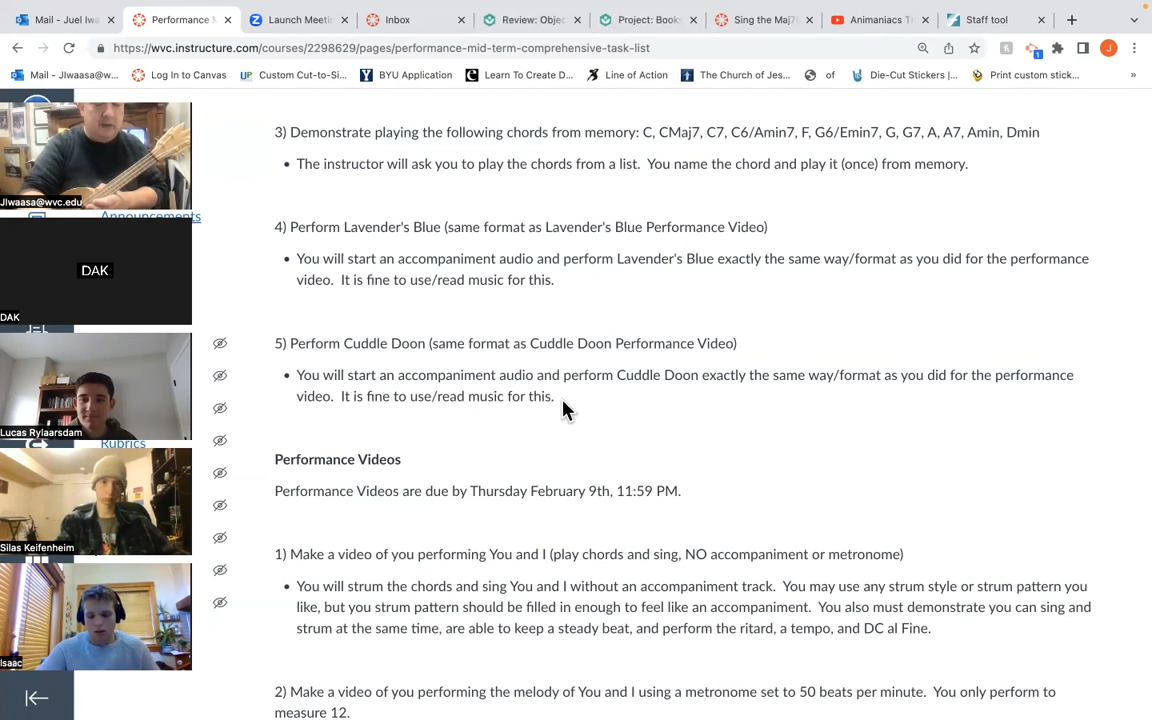 Mail - Juel Iwa
Performance M
Launch Meeti
Inbox
Review: Objec
Project: Book
Sing the Maj7
Animaniacs T
Staff tool
https://wvc.instructure.com/courses/2298629/pages/performance-mid-term-comprehensive-task-list
1
J
Mail - JIwaasa@w...
Log In to Canvas
Custom Cut-to-Si...
BYU Application
Learn To Create D...
Line of Action
The Church of Jes...
of
Die-Cut Stickers |...
Print custom stick...
»
3) Demonstrate playing the following chords from memory: C, CMaj7, C7, C6/Amin7, F, G6/Emin7, G, G7, A, A7, Amin, Dmin
• The instructor will ask you to play the chords from a list. You name the chord and play it (once) from memory.
JIwaasa@wvc.edu
Announcements
4) Perform Lavender's Blue (same format as Lavender's Blue Performance Video)
• You will start an accompaniment audio and perform Lavender's Blue exactly the same way/format as you did for the performance
video. It is fine to use/read music for this.
DAK
DAK
5) Perform Cuddle Doon (same format as Cuddle Doon Performance Video)
• You will start an accompaniment audio and perform Cuddle Doon exactly the same way/format as you did for the performance
video. It is fine to use/read music for this.
Lucas Rylaarsdam
Rubrics
Performance Videos
Performance Videos are due by Thursday February 9th, 11:59 PM.
Silas Keifenheim
1) Make a video of you performing You and I (play chords and sing, NO accompaniment or metronome)
• You will strum the chords and sing You and I without an accompaniment track. You may use any strum style or strum pattern you
like, but you strum pattern should be filled in enough to feel like an accompaniment. You also must demonstrate you can sing and
strum at the same time, are able to keep a steady beat, and perform the ritard, a tempo, and DC al Fine.
Isaac
2) Make a video of you performing the melody of You and I using a metronome set to 50 beats per minute. You only perform to
measure 12.